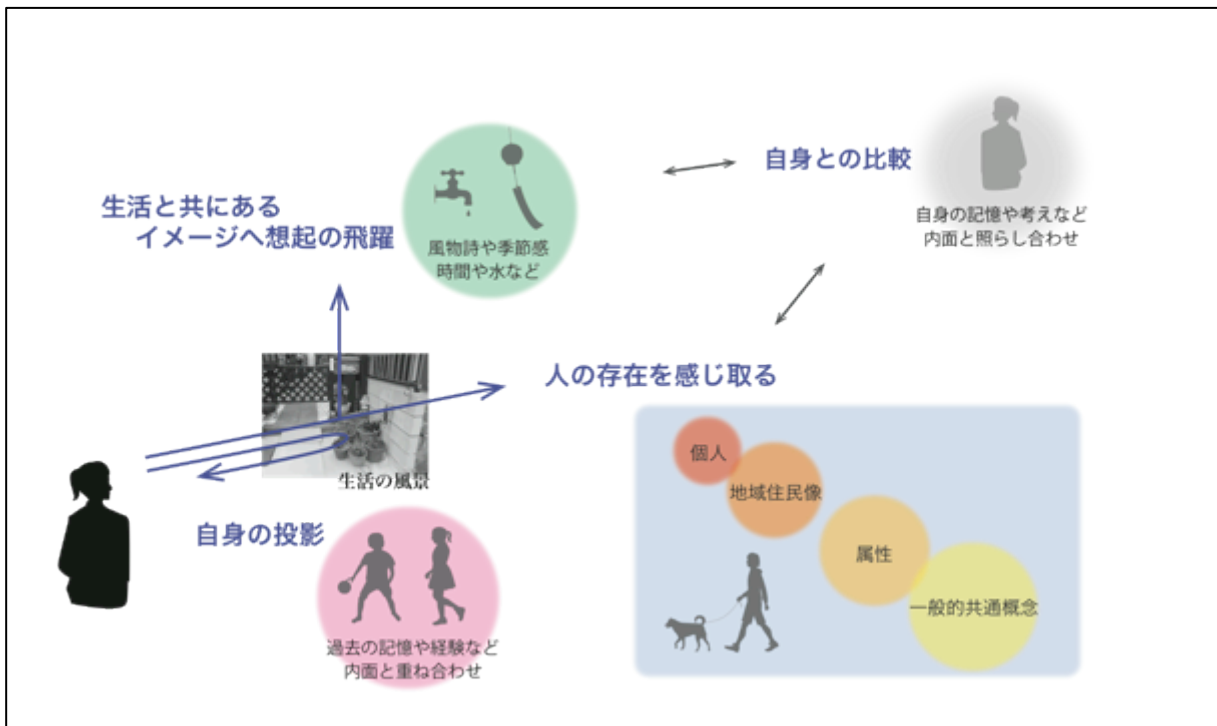 生活と共にある
イメージへ想起の飛躍
風物詩や季節感
時間や水など
自身との比較
自身の記憶や考えなど
内面と照らし合わせ
人の存在を感じ取る
生活の風景
自身の投影
過去の記憶や経験など
内面と重ね合わせ
個人
地域住民像
属性
一般的共通概念